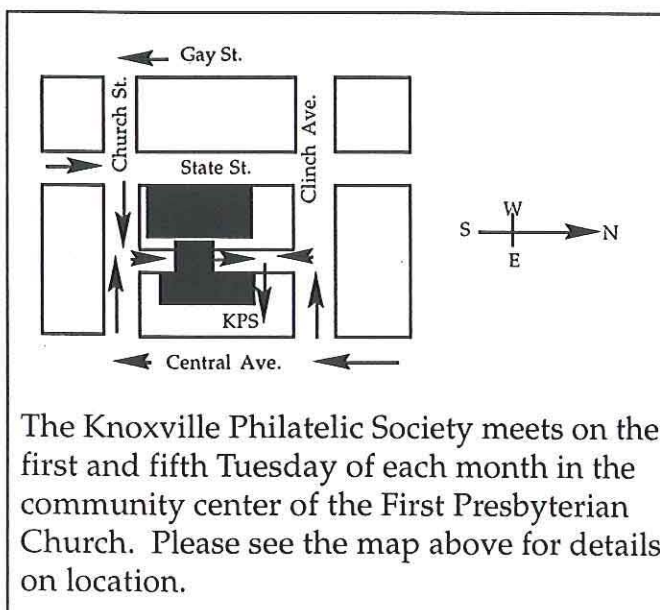 Gay St.
Church St.
Clinch Ave.
State St.
W
S
N
E
KPS
Central Ave.
The Knoxville Philatelic Society meets on the
first and fifth Tuesday of each month in the
community center of the First Presbyterian
Church. Please see the map above for details
on location.